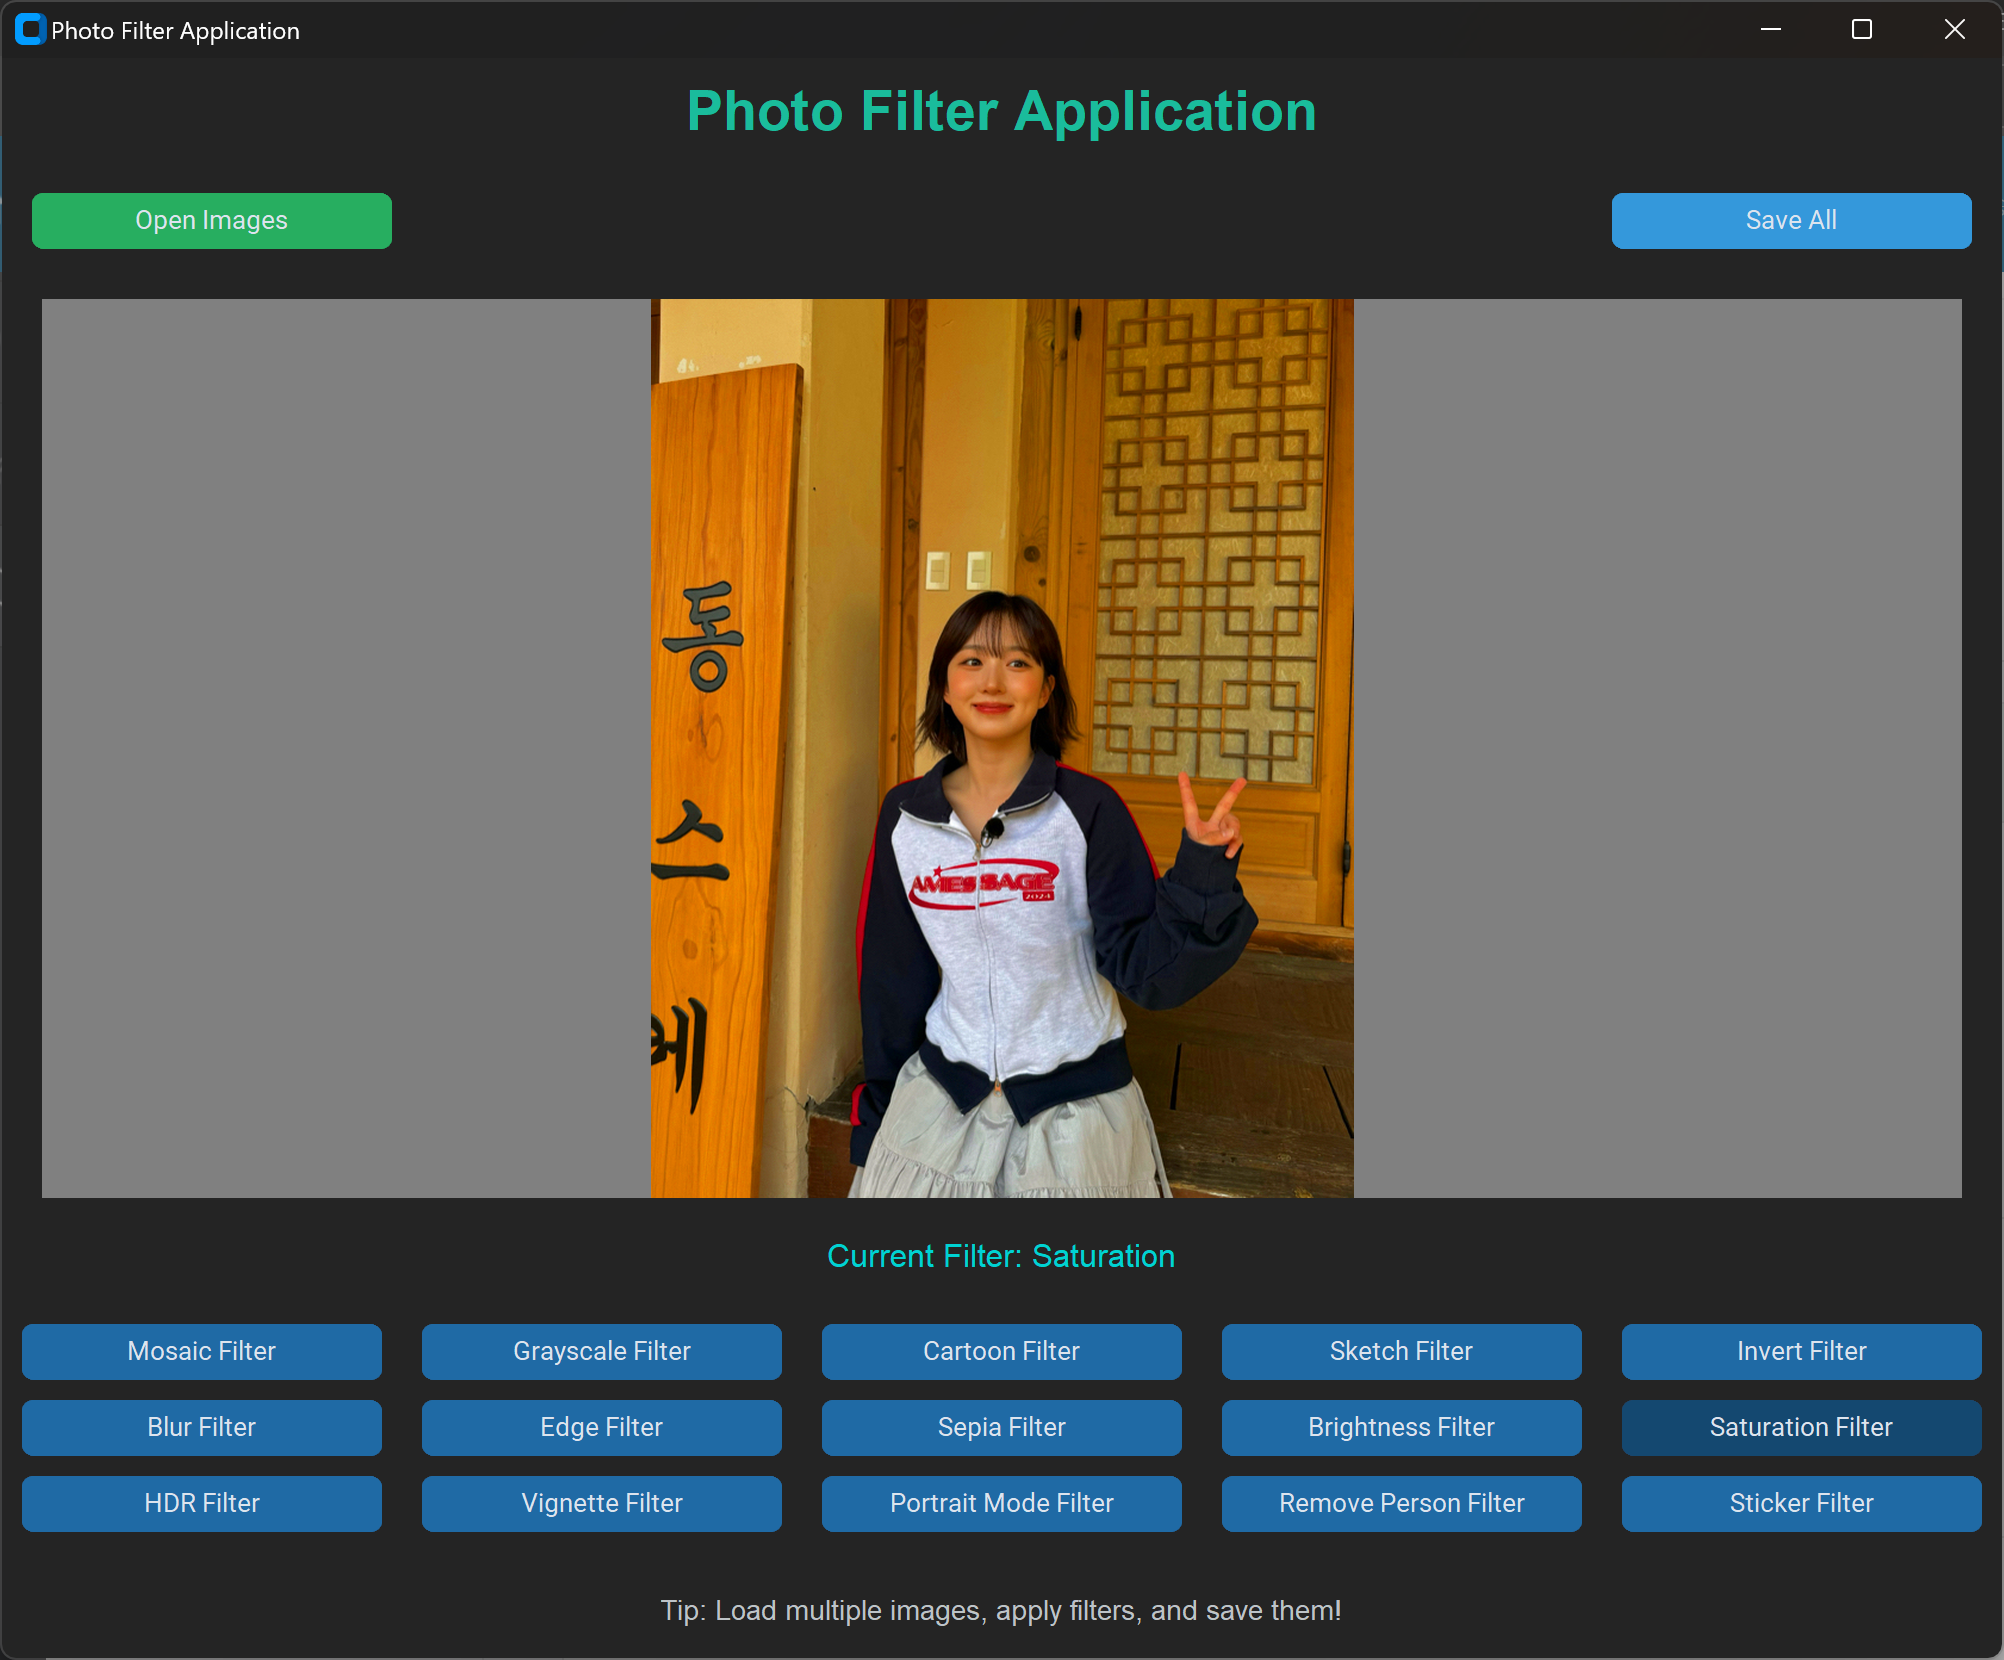 Photo Filter Application
Photo Filter Application
Open Images
Save All
동
스
예
AMESSAGE
2024
Current Filter: Saturation
Mosaic Filter
Grayscale Filter
Cartoon Filter
Sketch Filter
Invert Filter
Blur Filter
Edge Filter
Sepia Filter
Brightness Filter
Saturation Filter
HDR Filter
Vignette Filter
Portrait Mode Filter
Remove Person Filter
Sticker Filter
Tip: Load multiple images, apply filters, and save them!